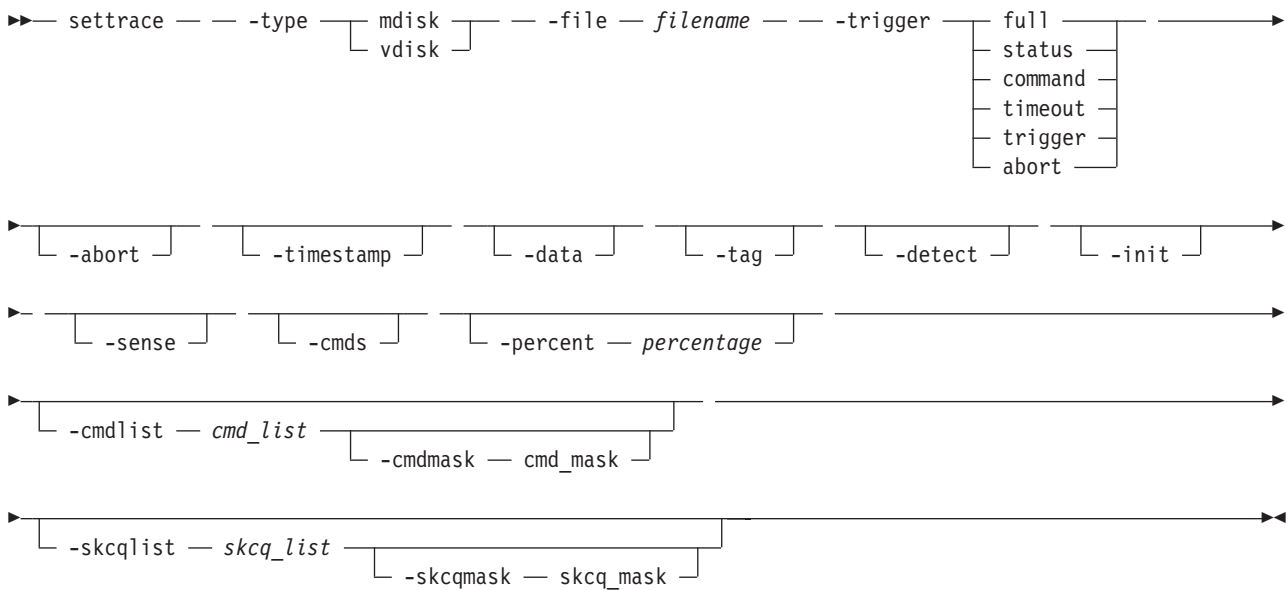 settrace -type mdisk -file filename -trigger full
vdisk status
command
timeout
trigger
abort
-abort -timestamp -data -tag -detect -init
-sense -cmds -percent percentage
-cmdlist cmd_list
-cmdmask cmd_mask
-skcqlist skcq_list
-skcqmask skcq_mask